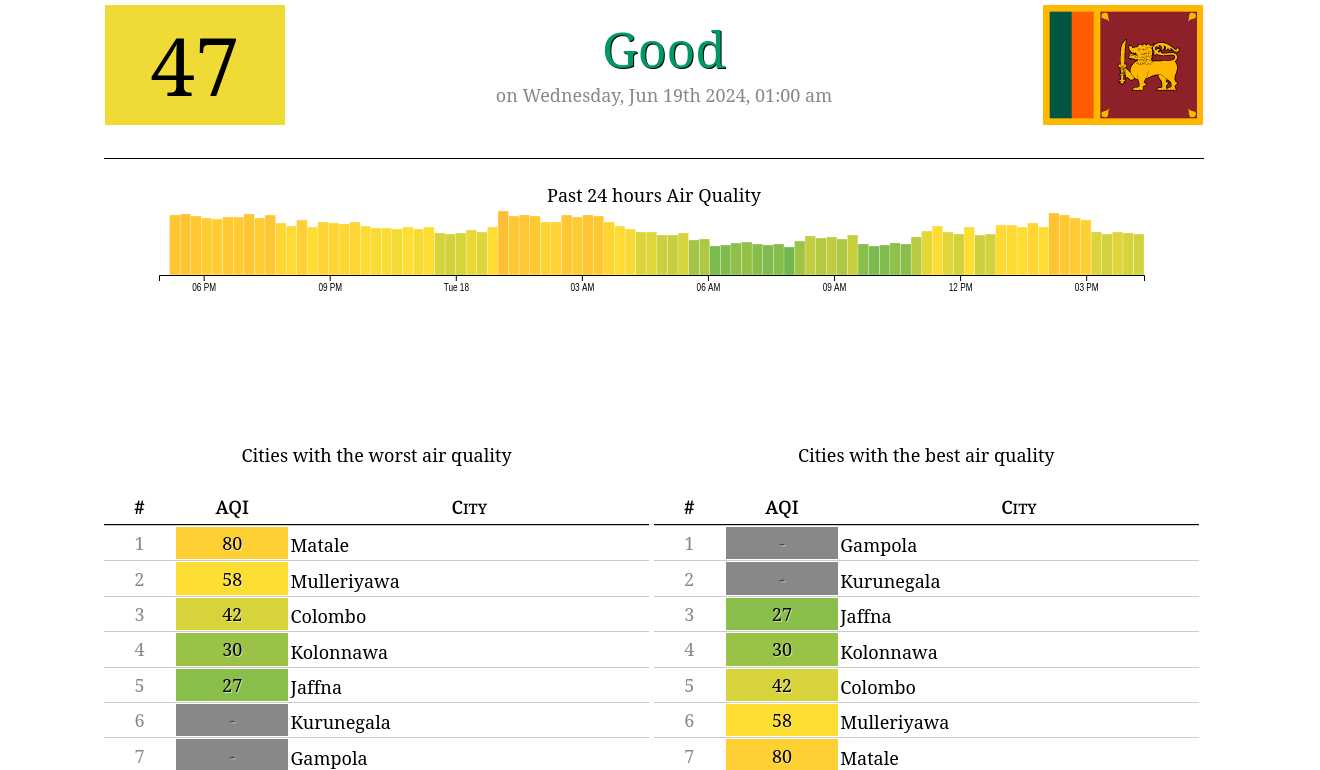 47
Good
on Wednesday, Jun 19th 2024, 01:00 am
Past 24 hours Air Quality
06 PM 09 PM Tue 18 03 AM 06 AM 09 AM 12 PM 03 PM
Cities with the worst air quality
# AQI City
1 80 Matale
2 58 Mulleriyawa
3 42 Colombo
4 30 Kolonnawa
5 27 Jaffna
6 - Kurunegala
7 - Gampola
Cities with the best air quality
# AQI City
1 - Gampola
2 - Kurunegala
3 27 Jaffna
4 30 Kolonnawa
5 42 Colombo
6 58 Mulleriyawa
7 80 Matale